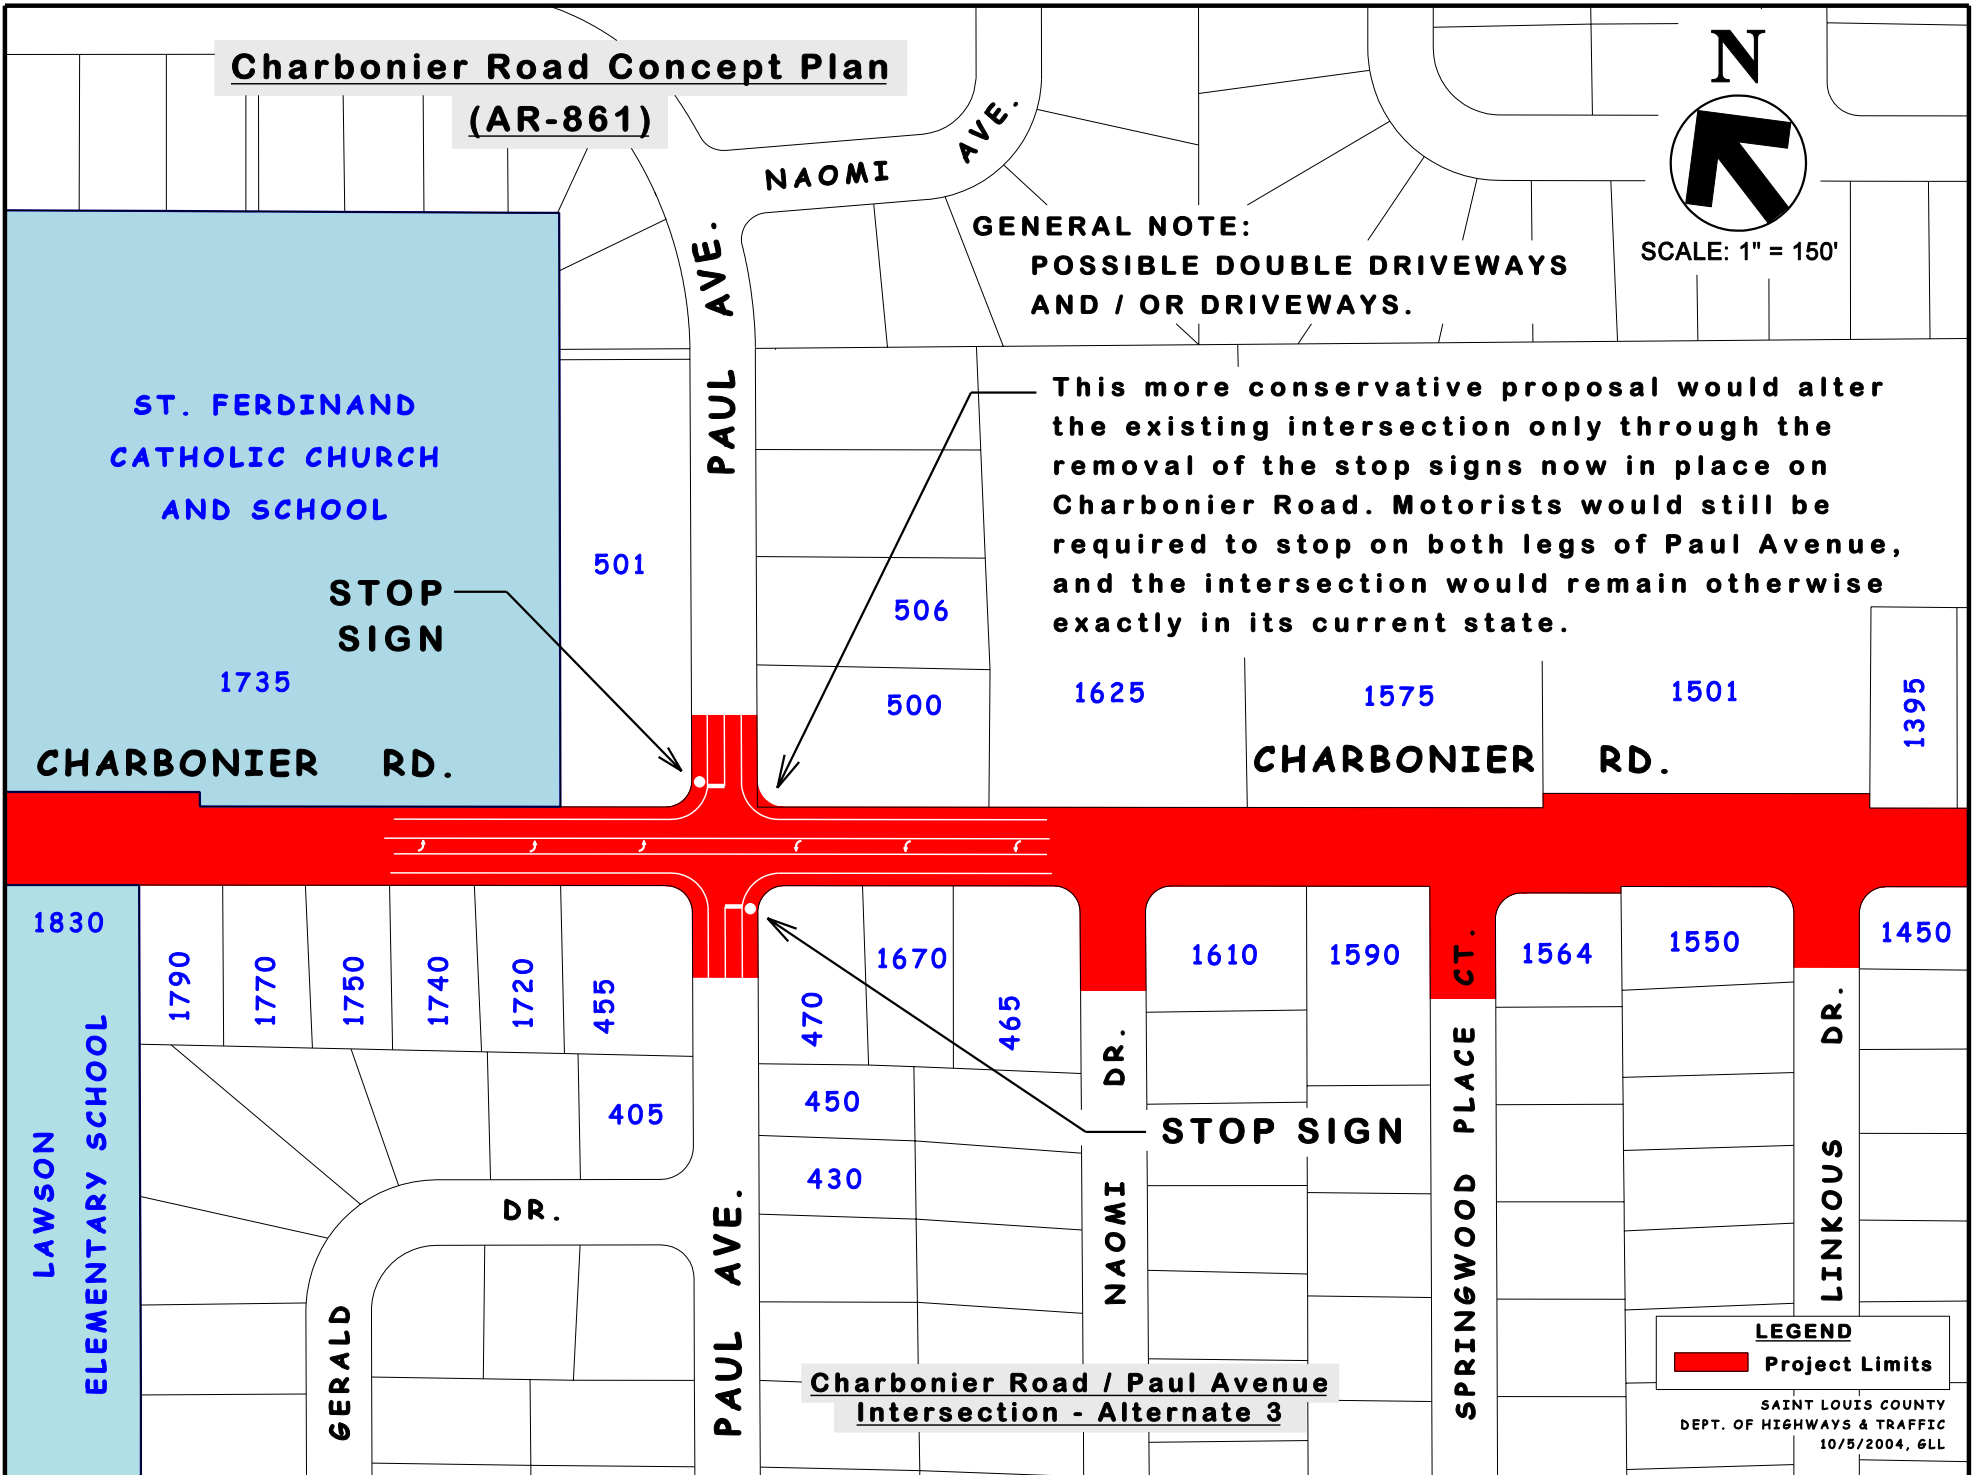 Charbonier Road Concept Plan
(AR-861)
N
SCALE: 1" = 150'
NAOMI AVE.
GENERAL NOTE:
POSSIBLE DOUBLE DRIVEWAYS
AND / OR DRIVEWAYS.
PAUL AVE.
This more conservative proposal would alter
the existing intersection only through the
removal of the stop signs now in place on
Charbonier Road. Motorists would still be
required to stop on both legs of Paul Avenue,
and the intersection would remain otherwise
exactly in its current state.
ST. FERDINAND
CATHOLIC CHURCH
AND SCHOOL
STOP
SIGN
501
506
1735
500
1625
1575
1501
1395
CHARBONIER RD.
CHARBONIER RD.
1830
1790
1770
1750
1740
1720
455
470
1670
465
1610
1590
1564
1550
1450
LAWSON
ELEMENTARY SCHOOL
405
450
430
STOP SIGN
GERALD DR.
PAUL AVE.
NAOMI DR.
SPRINGWOOD PLACE CT.
LINKOUS DR.
LEGEND
Project Limits
Charbonier Road / Paul Avenue
Intersection - Alternate 3
SAINT LOUIS COUNTY
DEPT. OF HIGHWAYS & TRAFFIC
10/5/2004, GLL